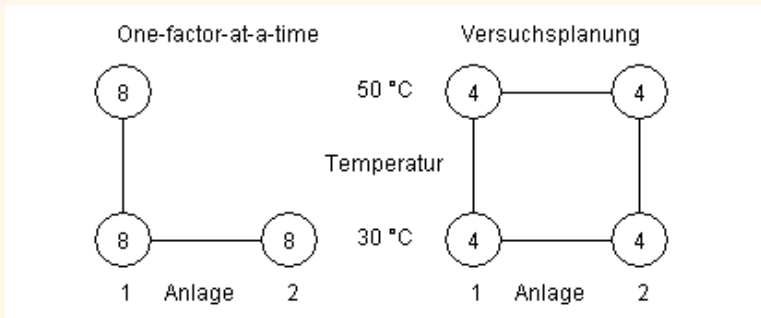 One-factor-at-a-time Versuchsplanung
8 50 °C 4 4
Temperatur
8 8 30 °C 4 4
1 Anlage 2 1 Anlage 2